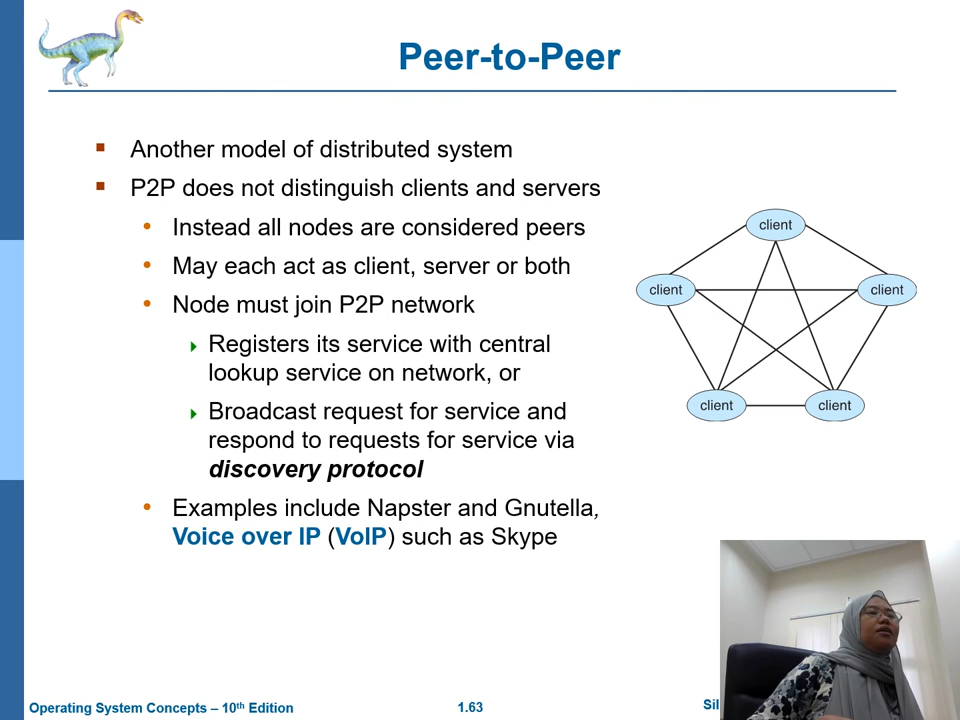 Peer-to-Peer
Another model of distributed system
P2P does not distinguish clients and servers
Instead all nodes are considered peers
May each act as client, server or both
Node must join P2P network
Registers its service with central
lookup service on network, or
Broadcast request for service and
respond to requests for service via
discovery protocol
Examples include Napster and Gnutella,
Voice over IP (VoIP) such as Skype
client
client
client
client
client
Operating System Concepts – 10th Edition
1.63
Sil